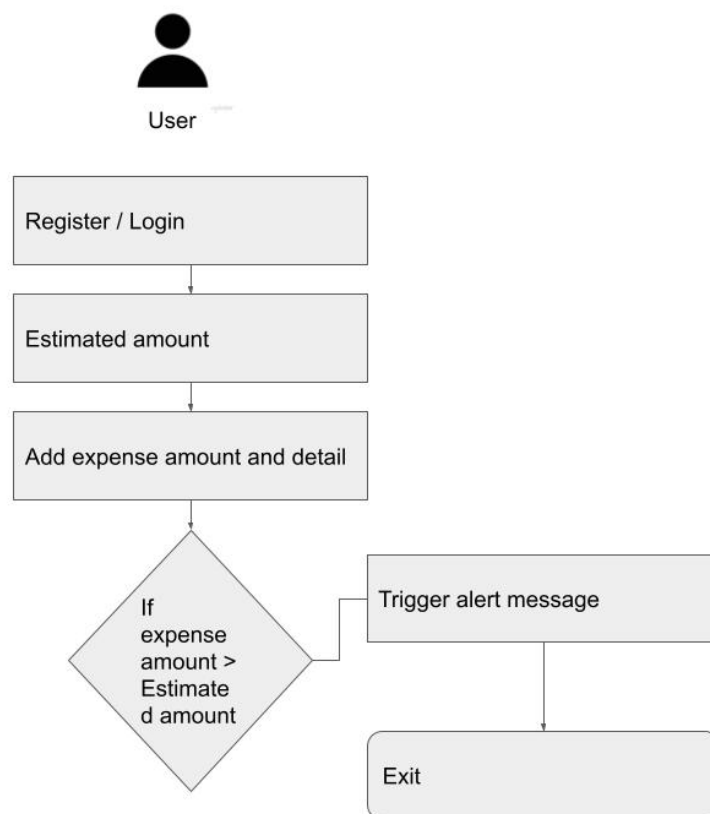 User
Register / Login
Estimated amount
Add expense amount and detail
If
expense
amount >
Estimate
d amount
Trigger alert message
Exit